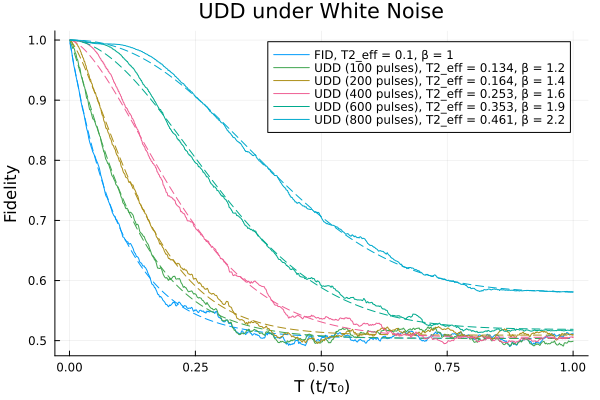 UDD under White Noise
FID, T2_eff = 0.1, β = 1
UDD (100 pulses), T2_eff = 0.134, β = 1.2
UDD (200 pulses), T2_eff = 0.164, β = 1.4
UDD (400 pulses), T2_eff = 0.253, β = 1.6
UDD (600 pulses), T2_eff = 0.353, β = 1.9
UDD (800 pulses), T2_eff = 0.461, β = 2.2
Fidelity
1.0
0.9
0.8
0.7
0.6
0.5
0.00 0.25 0.50 0.75 1.00
T (t/τ₀)